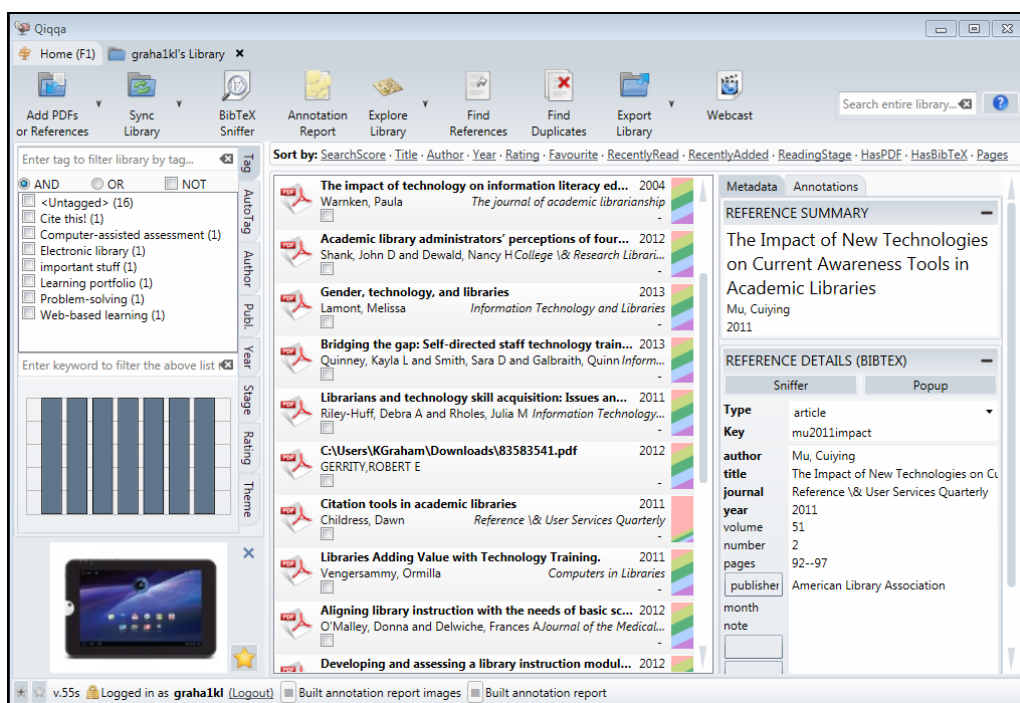 Qiqqa
Home (F1) graha1kl's Library
Add PDFs or References
Sync Library
BibTeX Sniffer
Annotation Report
Explore Library
Find References
Find Duplicates
Export Library
Webcast
Search entire library...
Enter tag to filter library by tag...
AND OR NOT
<Untagged> (16)
Cite this! (1)
Computer-assisted assessment (1)
Electronic library (1)
important stuff (1)
Learning portfolio (1)
Problem-solving (1)
Web-based learning (1)
Enter keyword to filter the above list
Tag
AutoTag
Author
Publ.
Year
Stage
Rating
Theme
Sort by: SearchScore · Title · Author · Year · Rating · Favourite · RecentlyRead · RecentlyAdded · ReadingStage · HasPDF · HasBibTeX · Pages
The impact of technology on information literacy ed... 2004
Warnken, Paula The journal of academic librarianship
-
Academic library administrators' perceptions of four... 2012
Shank, John D and Dewald, Nancy H College \& Research Librari...
-
Gender, technology, and libraries 2013
Lamont, Melissa Information Technology and Libraries
-
Bridging the gap: Self-directed staff technology train... 2013
Quinney, Kayla L and Smith, Sara D and Galbraith, Quinn Inform...
-
Librarians and technology skill acquisition: Issues an... 2011
Riley-Huff, Debra A and Rholes, Julia M Information Technology...
-
C:\Users\KGraham\Downloads\83583541.pdf 2012
GERRITY,ROBERT E
-
Citation tools in academic libraries 2011
Childress, Dawn Reference \& User Services Quarterly
-
Libraries Adding Value with Technology Training. 2011
Vengersammy, Ormilla Computers in Libraries
-
Aligning library instruction with the needs of basic sc... 2012
O'Malley, Donna and Delwiche, Frances A Journal of the Medical...
-
Developing and assessing a library instruction modul... 2012
Metadata Annotations
REFERENCE SUMMARY
The Impact of New Technologies
on Current Awareness Tools in
Academic Libraries
Mu, Cuiying
2011
REFERENCE DETAILS (BIBTEX)
Sniffer Popup
Type article
Key mu2011impact
author Mu, Cuiying
title The Impact of New Technologies on Cu
journal Reference \& User Services Quarterly
year 2011
volume 51
number 2
pages 92--97
publisher American Library Association
month
note
v.55s Logged in as graha1kl (Logout) Built annotation report images Built annotation report